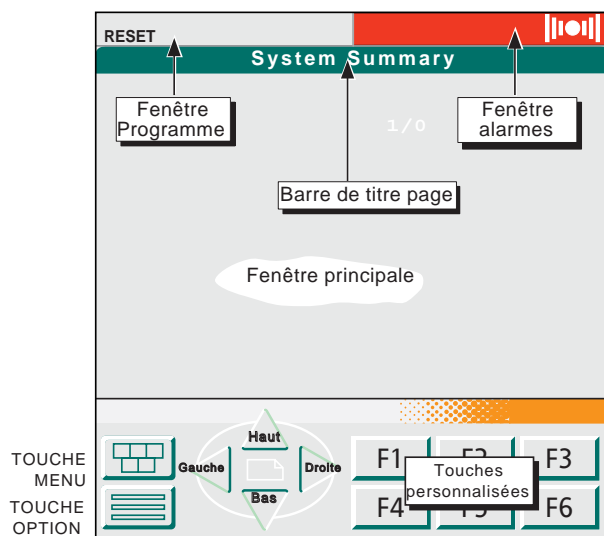 RESET
System Summary
Fenêtre
Programme
Fenêtre
alarmes
1/0
Barre de titre page
Fenêtre principale
TOUCHE
MENU
TOUCHE
OPTION
Haut
Gauche
Droite
Bas
F1
F3
Touches
personnalisées
F4
F6